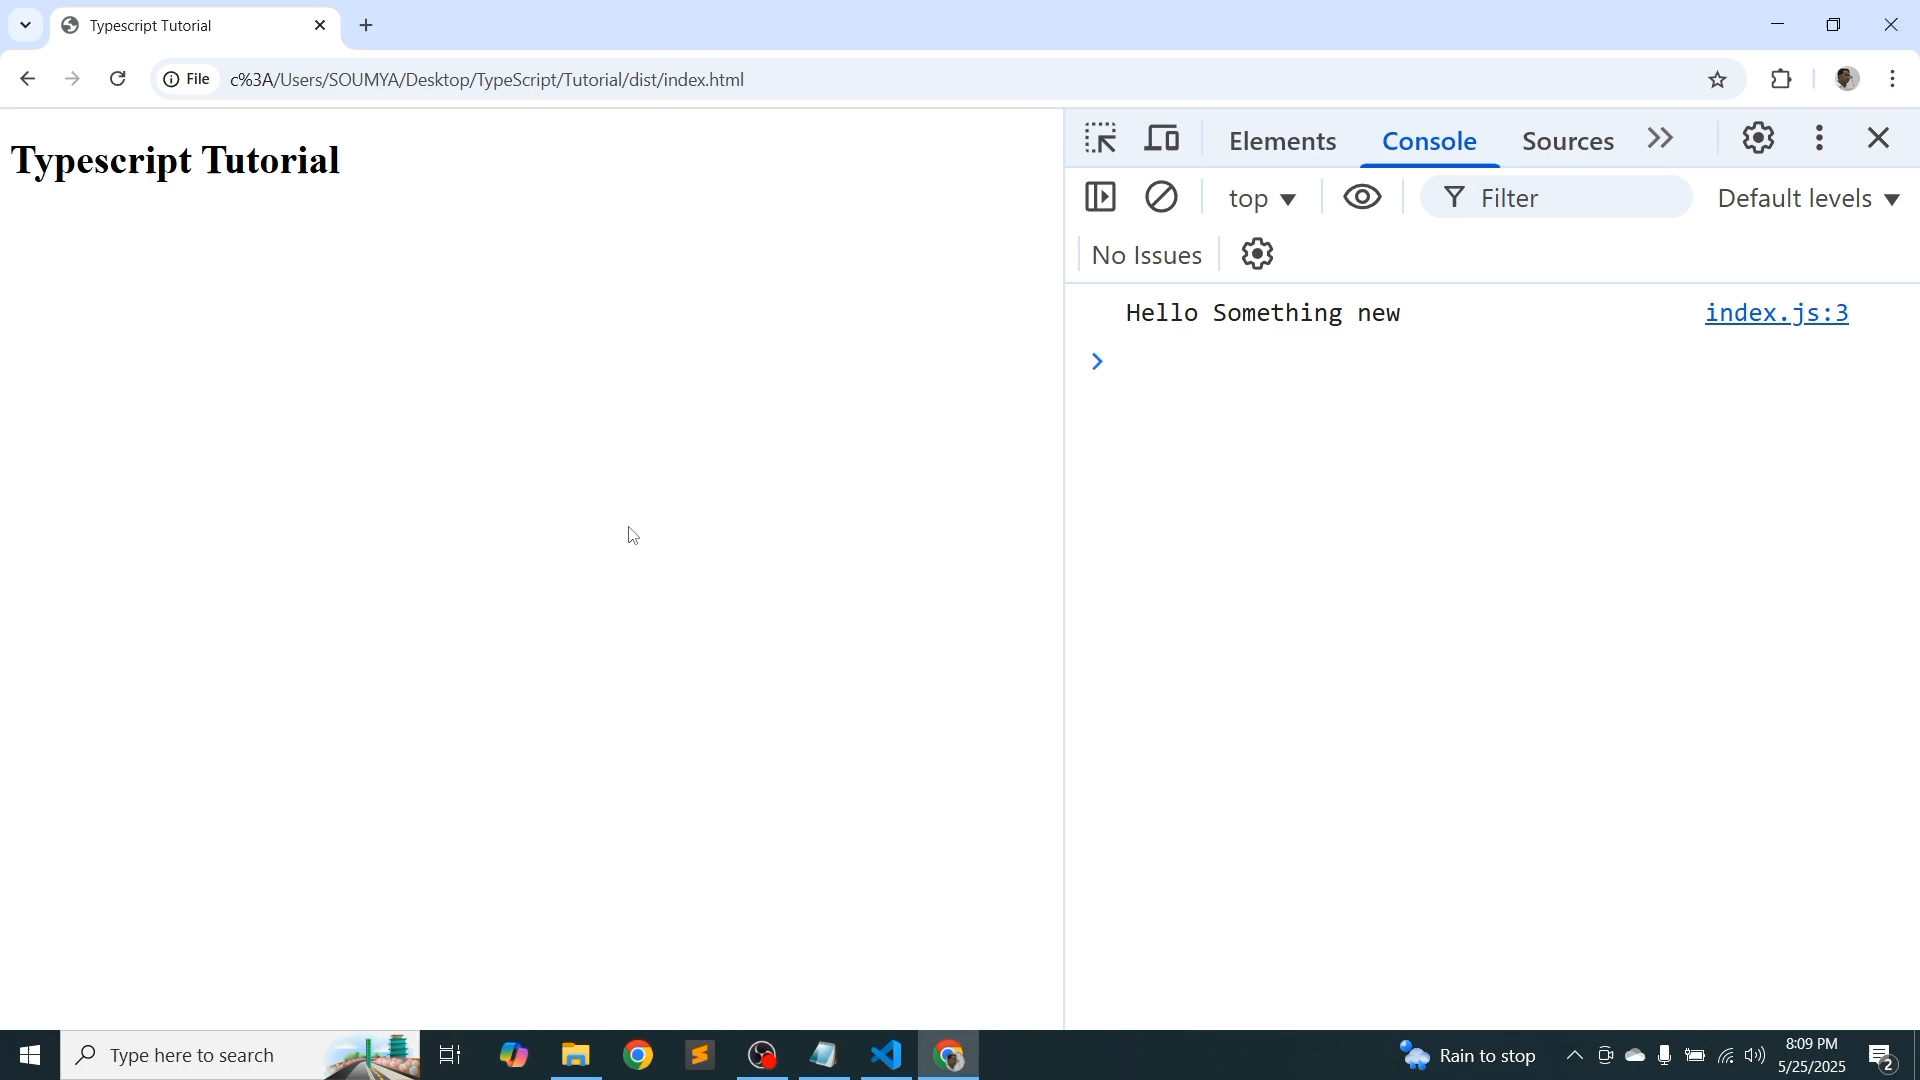 Typescript Tutorial
File c%3A/Users/SOUMYA/Desktop/TypeScript/Tutorial/dist/index.html
Typescript Tutorial
Elements Console Sources
top Filter Default levels
No Issues
Hello Something new index.js:3
Type here to search
Rain to stop
8:09 PM
5/25/2025
2